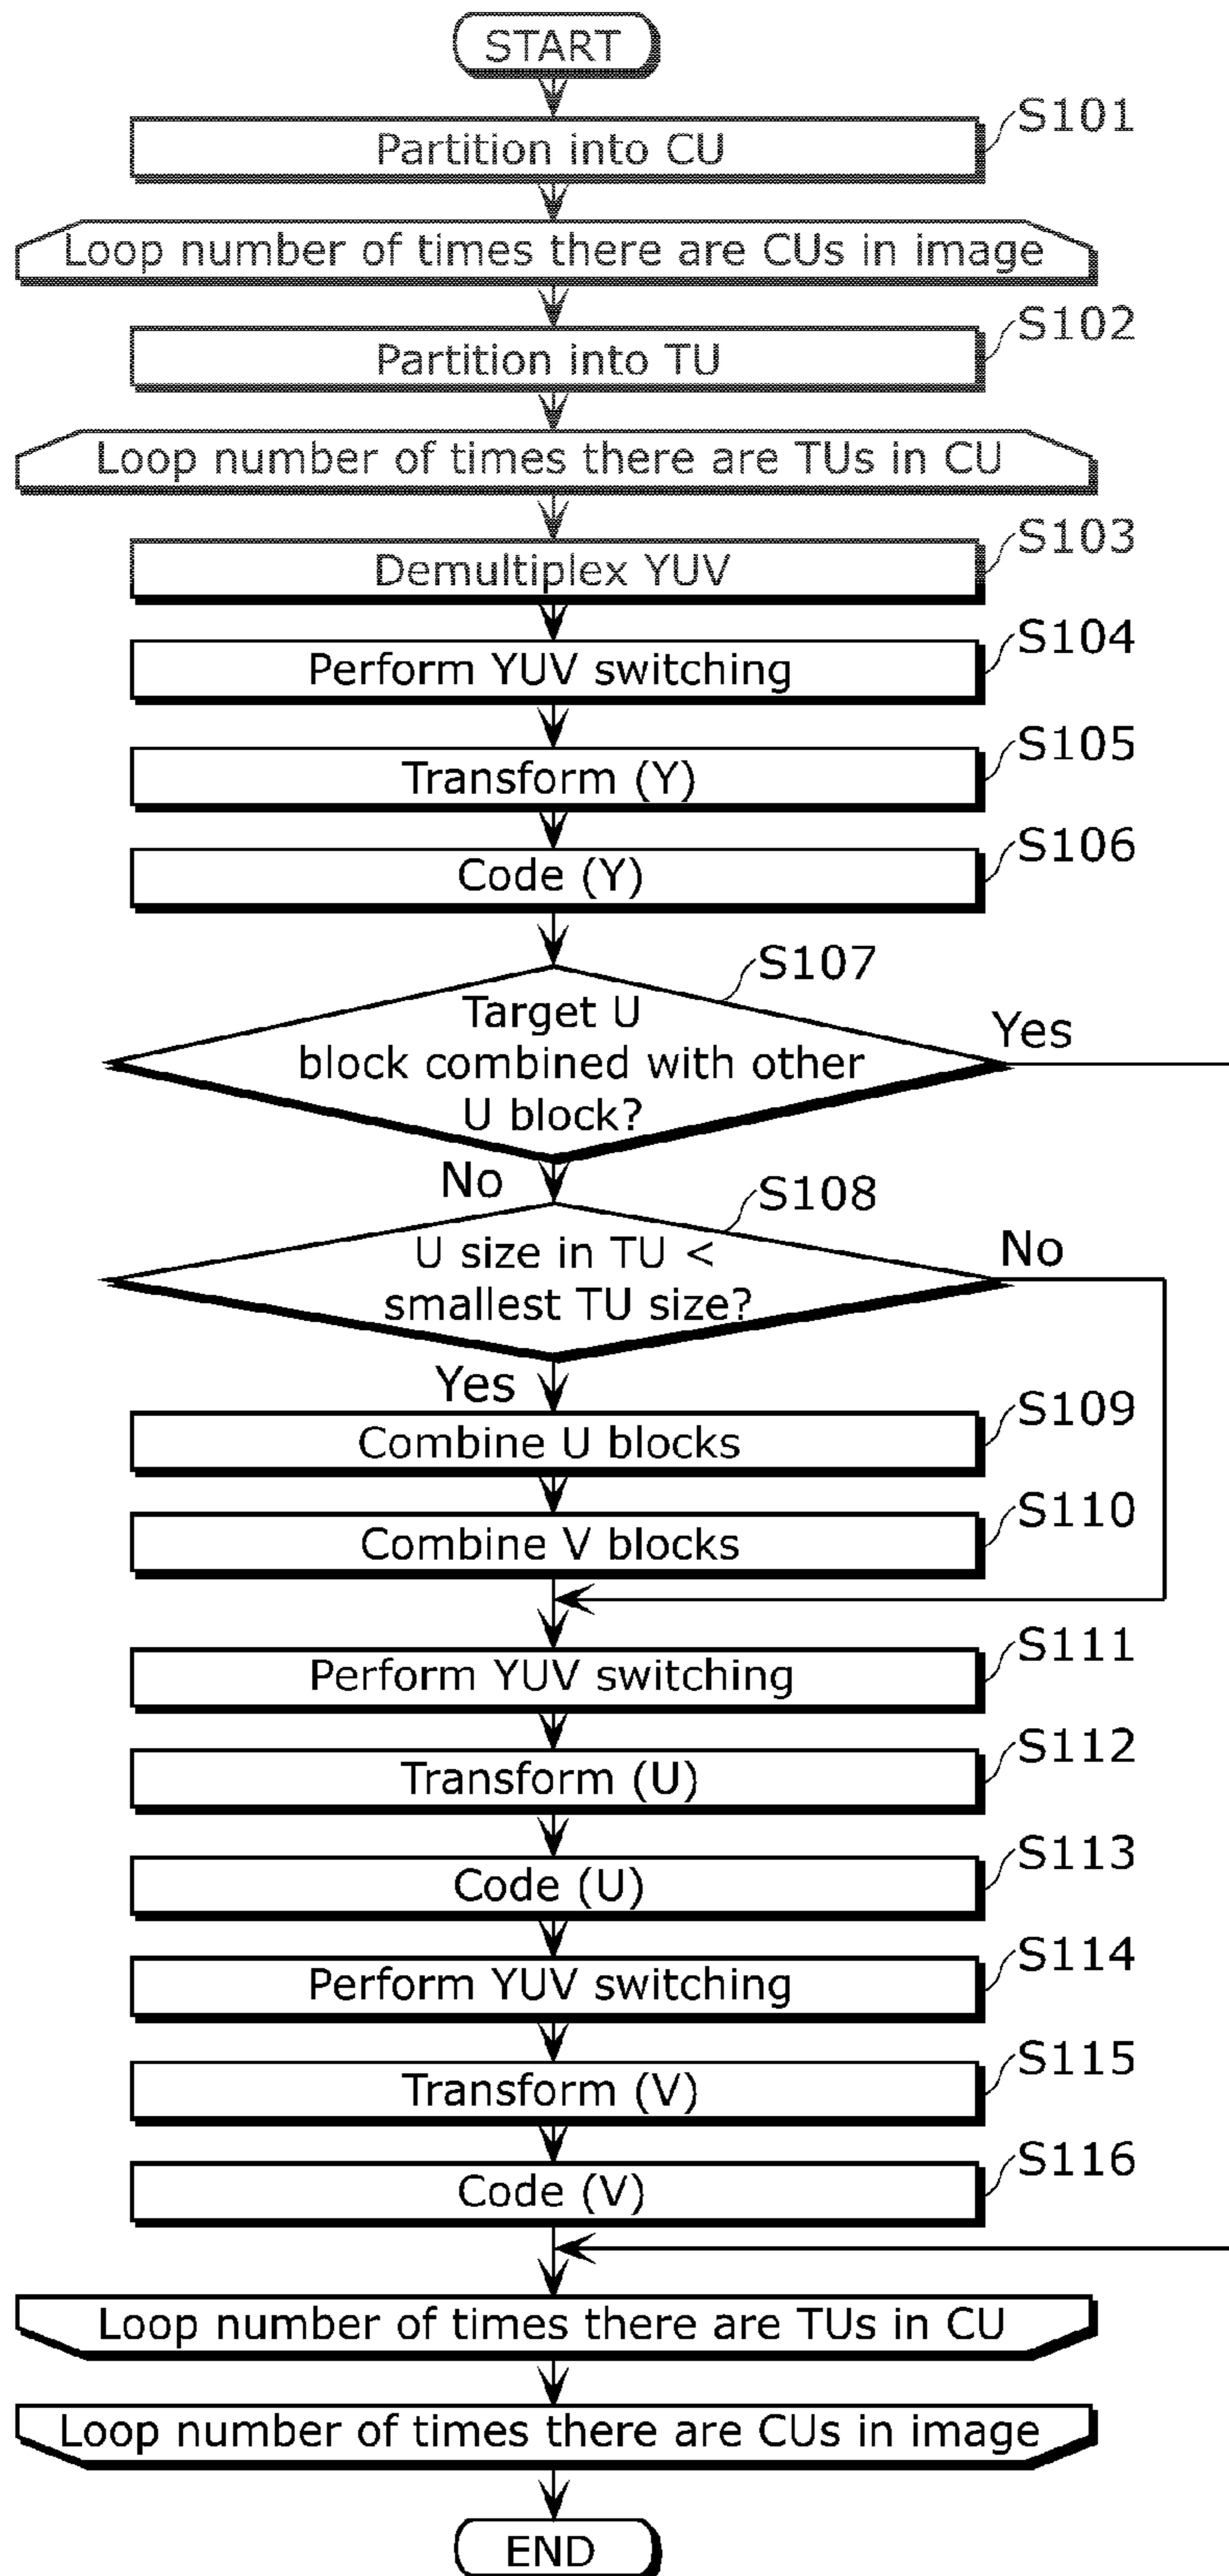 START
S101
Partition into CU
Loop number of times there are CUs in image
S102
Partition into TU
Loop number of times there are TUs in CU
S103
Demultiplex YUV
S104
Perform YUV switching
S105
Transform (Y)
S106
Code (Y)
S107
Target U
block combined with other
U block?
Yes
No
S108
U size in TU <
smallest TU size?
No
Yes
S109
Combine U blocks
S110
Combine V blocks
S111
Perform YUV switching
S112
Transform (U)
S113
Code (U)
S114
Perform YUV switching
S115
Transform (V)
S116
Code (V)
Loop number of times there are TUs in CU
Loop number of times there are CUs in image
END